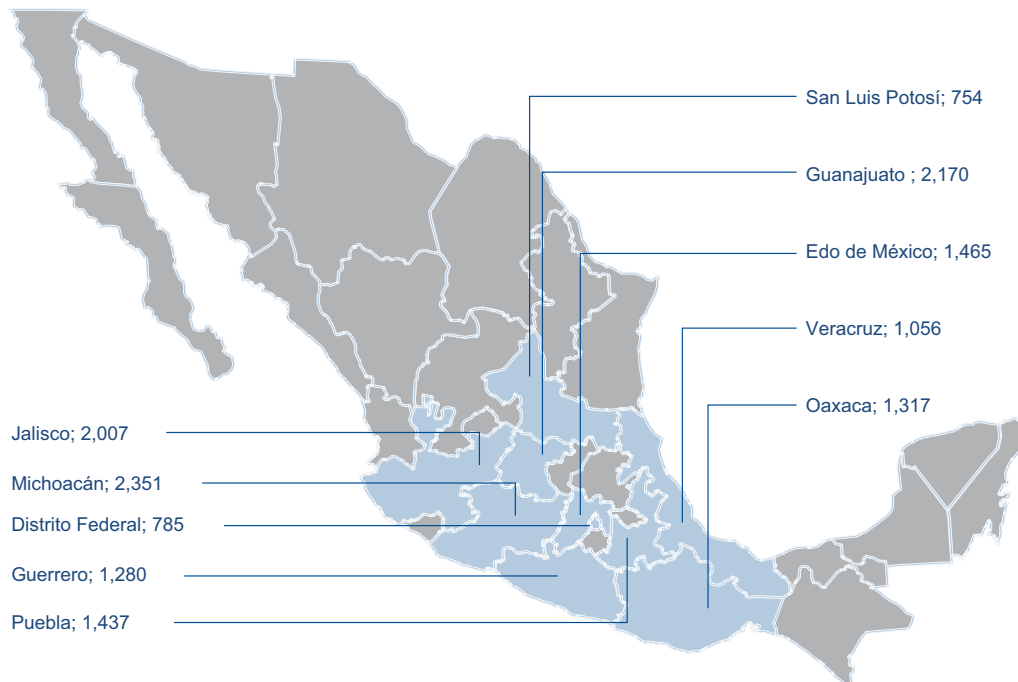 San Luis Potosí; 754
Guanajuato ; 2,170
Edo de México; 1,465
Veracruz; 1,056
Oaxaca; 1,317
Jalisco; 2,007
Michoacán; 2,351
Distrito Federal; 785
Guerrero; 1,280
Puebla; 1,437